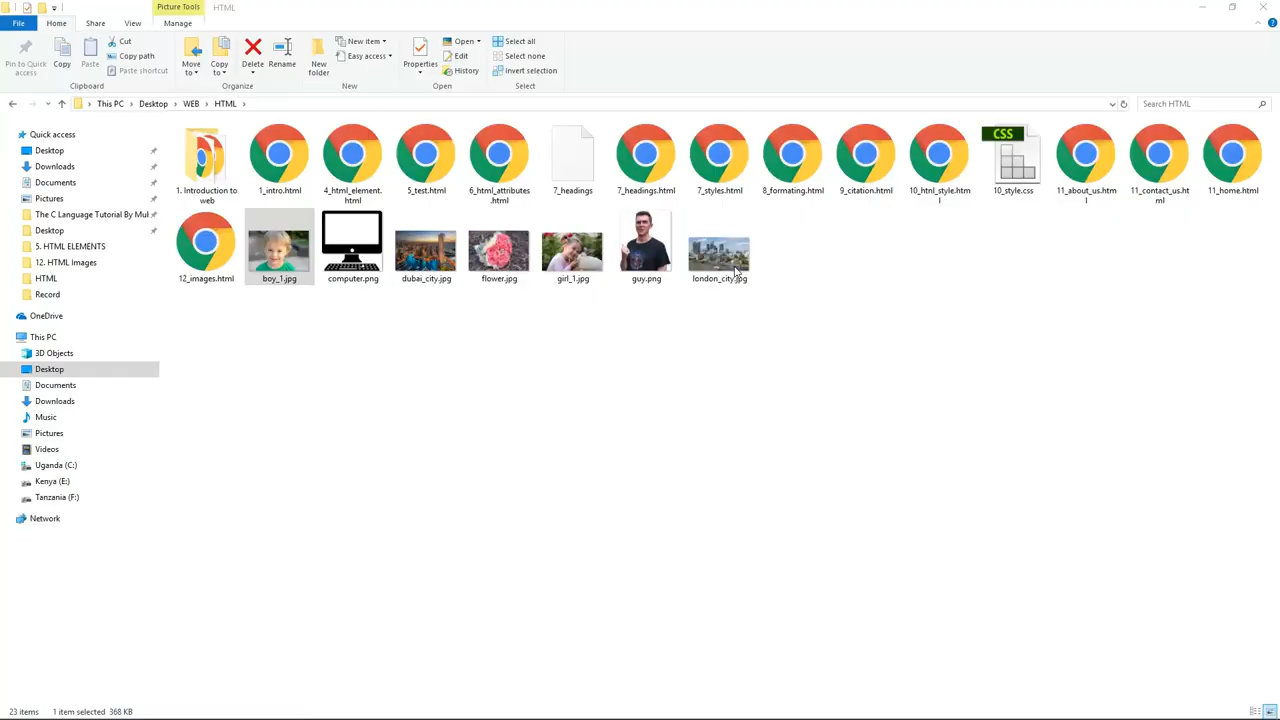 Picture Tools HTML
File Home Share View Manage
Pin to Quick access
Copy
Paste
Cut
Copy path
Paste shortcut
Clipboard
Move to
Copy to
Delete
Rename
Organize
New folder
New item
Easy access
New
Properties
Open
Edit
History
Open
Select all
Select none
Invert selection
Select
This PC > Desktop > WEB > HTML >
Search HTML
Quick access
Desktop
Downloads
Documents
Pictures
The C Language Tutorial By Mul
Desktop
5. HTML ELEMENTS
12. HTML Images
HTML
Record
OneDrive
This PC
3D Objects
Desktop
Documents
Downloads
Music
Pictures
Videos
Uganda (C:)
Kenya (E:)
Tanzania (F:)
Network
1. Introduction to web
1_intro.html
4_html_element.html
5_test.html
6_html_attributes.html
7_headings
7_headings.html
7_styles.html
8_formating.html
9_citation.html
10_html_style.html
CSS
10_style.css
11_about_us.html
11_contact_us.html
11_home.html
12_images.html
boy_1.jpg
computer.png
dubai_city.jpg
flower.jpg
girl_1.jpg
guy.png
london_city.jpg
23 items 1 item selected 368 KB